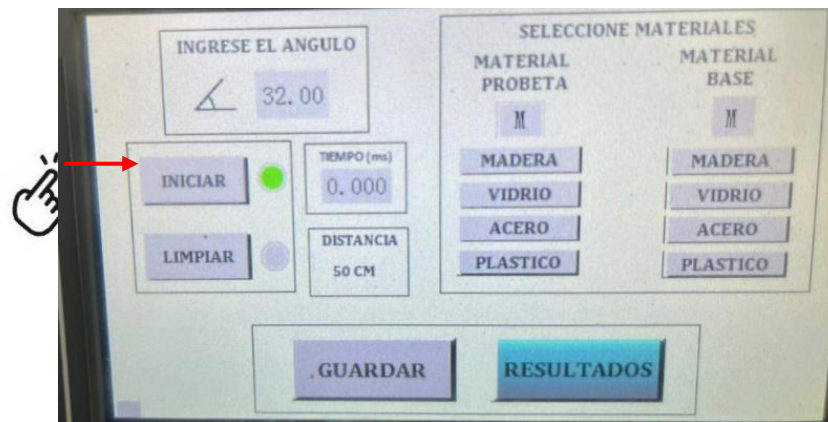 INGRESE EL ANGULO
32.00
INICIAR
LIMPIAR
TIEMPO (ms)
0.000
DISTANCIA
50 CM
SELECCIONE MATERIALES
MATERIAL
PROBETA
M
MADERA
VIDRIO
ACERO
PLASTICO
MATERIAL
BASE
M
MADERA
VIDRIO
ACERO
PLASTICO
.GUARDAR
RESULTADOS